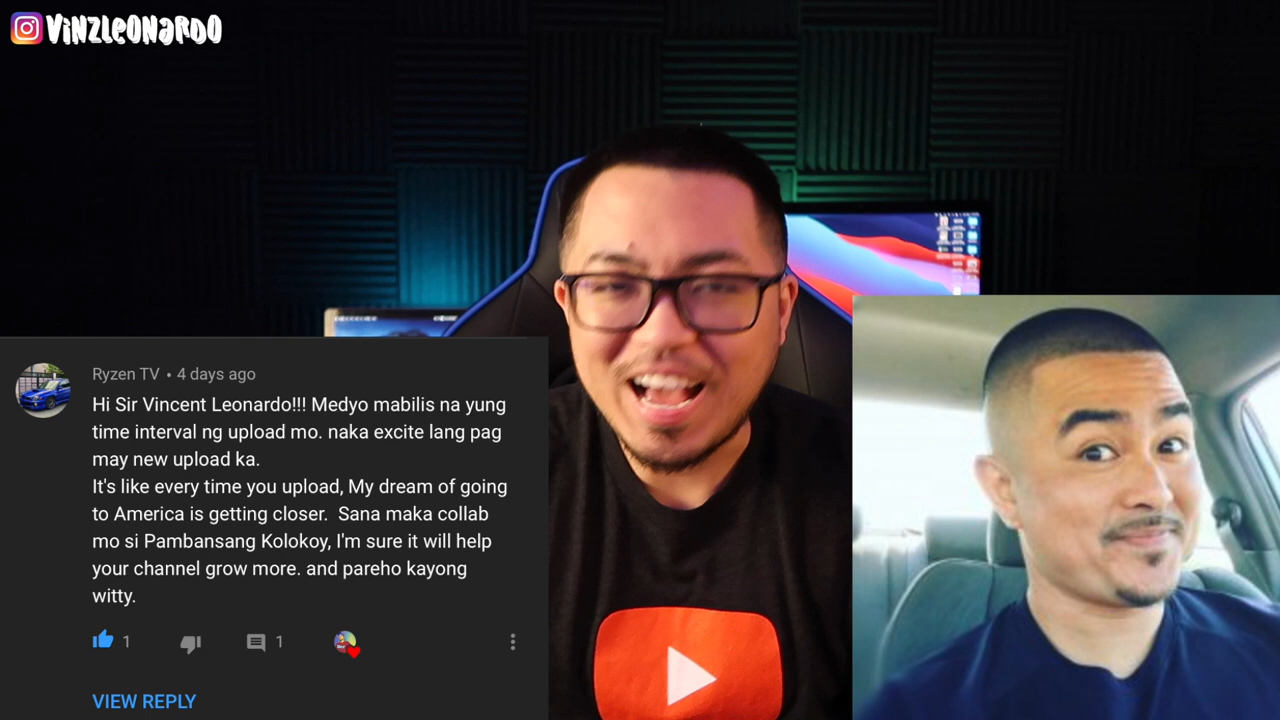 VINZLEONARDO
Ryzen TV • 4 days ago
Hi Sir Vincent Leonardo!!! Medyo mabilis na yung
time interval ng upload mo. naka excite lang pag
may new upload ka.
It's like every time you upload, My dream of going
to America is getting closer.  Sana maka collab
mo si Pambansang Kolokoy, I'm sure it will help
your channel grow more. and pareho kayong
witty.
1
1
VIEW REPLY